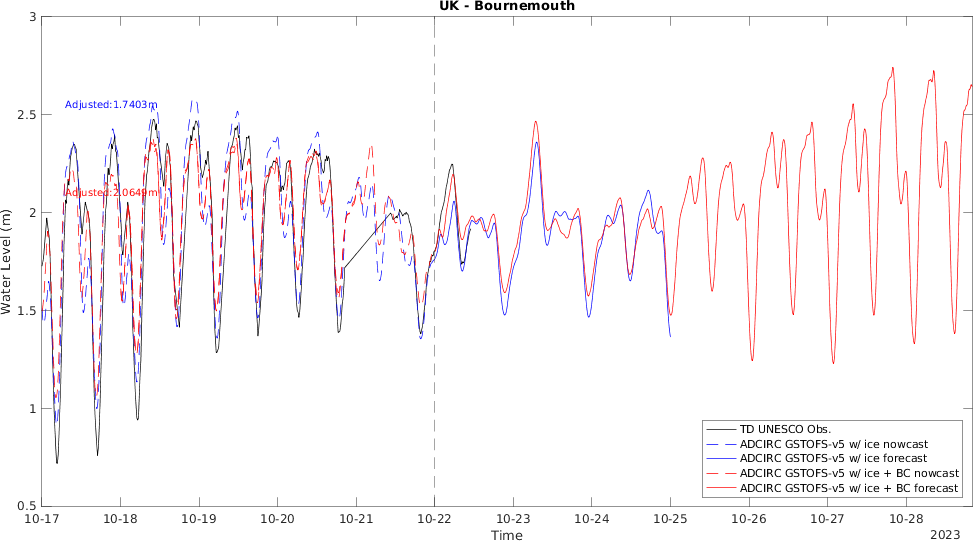 UK - Bournemouth
3
2.5
2
1.5
1
0.5
Water Level (m)
Adjusted:1.7403m
Adjusted:2.0649m
TD UNESCO Obs.
ADCIRC GSTOFS-v5 w/ ice nowcast
ADCIRC GSTOFS-v5 w/ ice forecast
ADCIRC GSTOFS-v5 w/ ice + BC nowcast
ADCIRC GSTOFS-v5 w/ ice + BC forecast
10-17 10-18 10-19 10-20 10-21 10-22 10-23 10-24 10-25 10-26 10-27 10-28
Time
2023